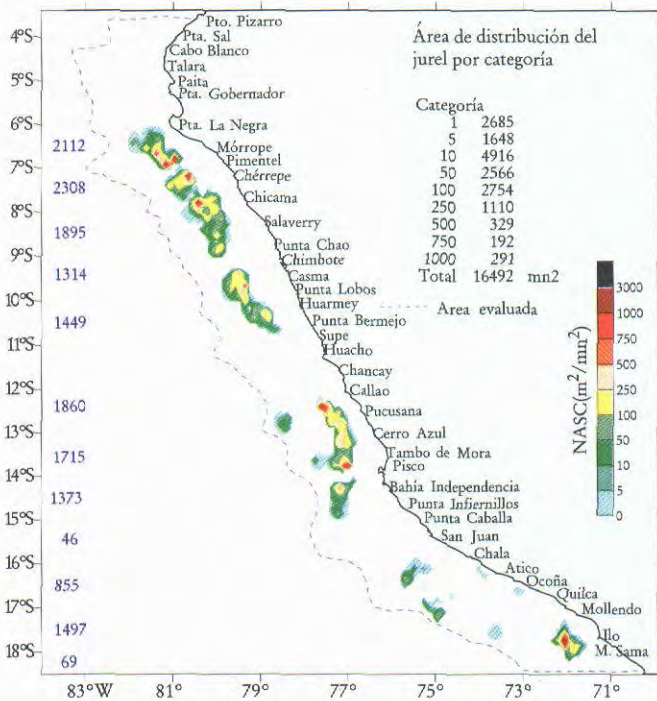 4°S
5°S
6°S
7°S
8°S
9°S
10°S
11°S
12°S
13°S
14°S
15°S
16°S
17°S
18°S
2112
2308
1895
1314
1449
1860
1715
1373
46
855
1497
69
Pto. Pizarro
Pta. Sal
Cabo Blanco
Talara
Paita
Pta. Gobernador
Pta. La Negra
Mórrope
Pimentel
Chérrepe
Chicama
Salaverry
Punta Chao
Chimbote
Casma
Punta Lobos
Huarmey
Punta Bermejo
Supe
Huacho
Chancay
Callao
Pucusana
Cerro Azul
Tambo de Mora
Pisco
Bahía Independencia
Punta Infiernillos
Punta Caballa
San Juan
Chala
Atico
Ocoña
Quilca
Mollendo
Ilo
M. Sama
Área de distribución del
jurel por categoría
Categoría
1 2685
5 1648
10 4916
50 2566
100 2754
250 1110
500 329
750 192
1000 291
Total 16492 mn2
Area evaluada
NASC(m²/mn²)
3000
1000
750
500
250
100
50
10
5
0
83°W
81°
79°
77°
75°
73°
71°